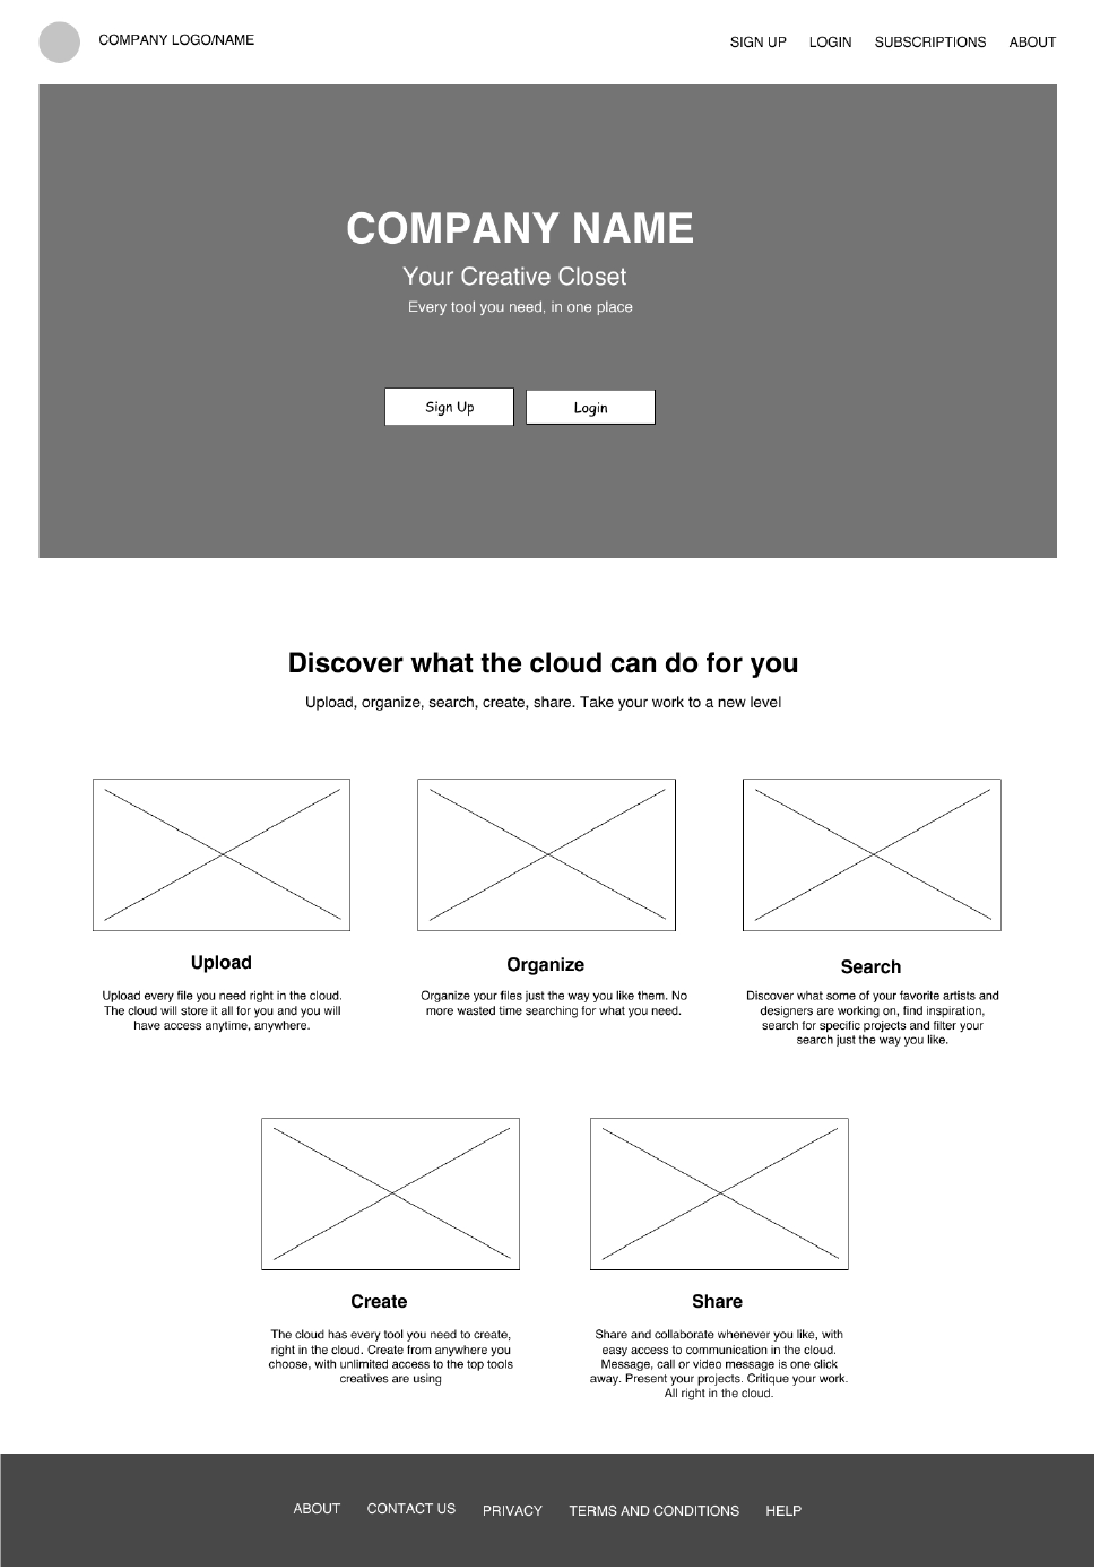 COMPANY LOGO/NAME
SIGN UP LOGIN SUBSCRIPTIONS ABOUT
COMPANY NAME
Your Creative Closet
Every tool you need, in one place
Sign Up Login
Discover what the cloud can do for you
Upload, organize, search, create, share. Take your work to a new level
Upload
Upload every file you need right in the cloud.
The cloud will store it all for you and you will
have access anytime, anywhere.
Organize
Organize your files just the way you like them. No
more wasted time searching for what you need.
Search
Discover what some of your favorite artists and
designers are working on, find inspiration,
search for specific projects and filter your
search just the way you like.
Create
The cloud has every tool you need to create,
right in the cloud. Create from anywhere you
choose, with unlimited access to the top tools
creatives are using
Share
Share and collaborate whenever you like, with
easy access to communication in the cloud.
Message, call or video message is one click
away. Present your projects. Critique your work.
All right in the cloud.
ABOUT CONTACT US PRIVACY TERMS AND CONDITIONS HELP